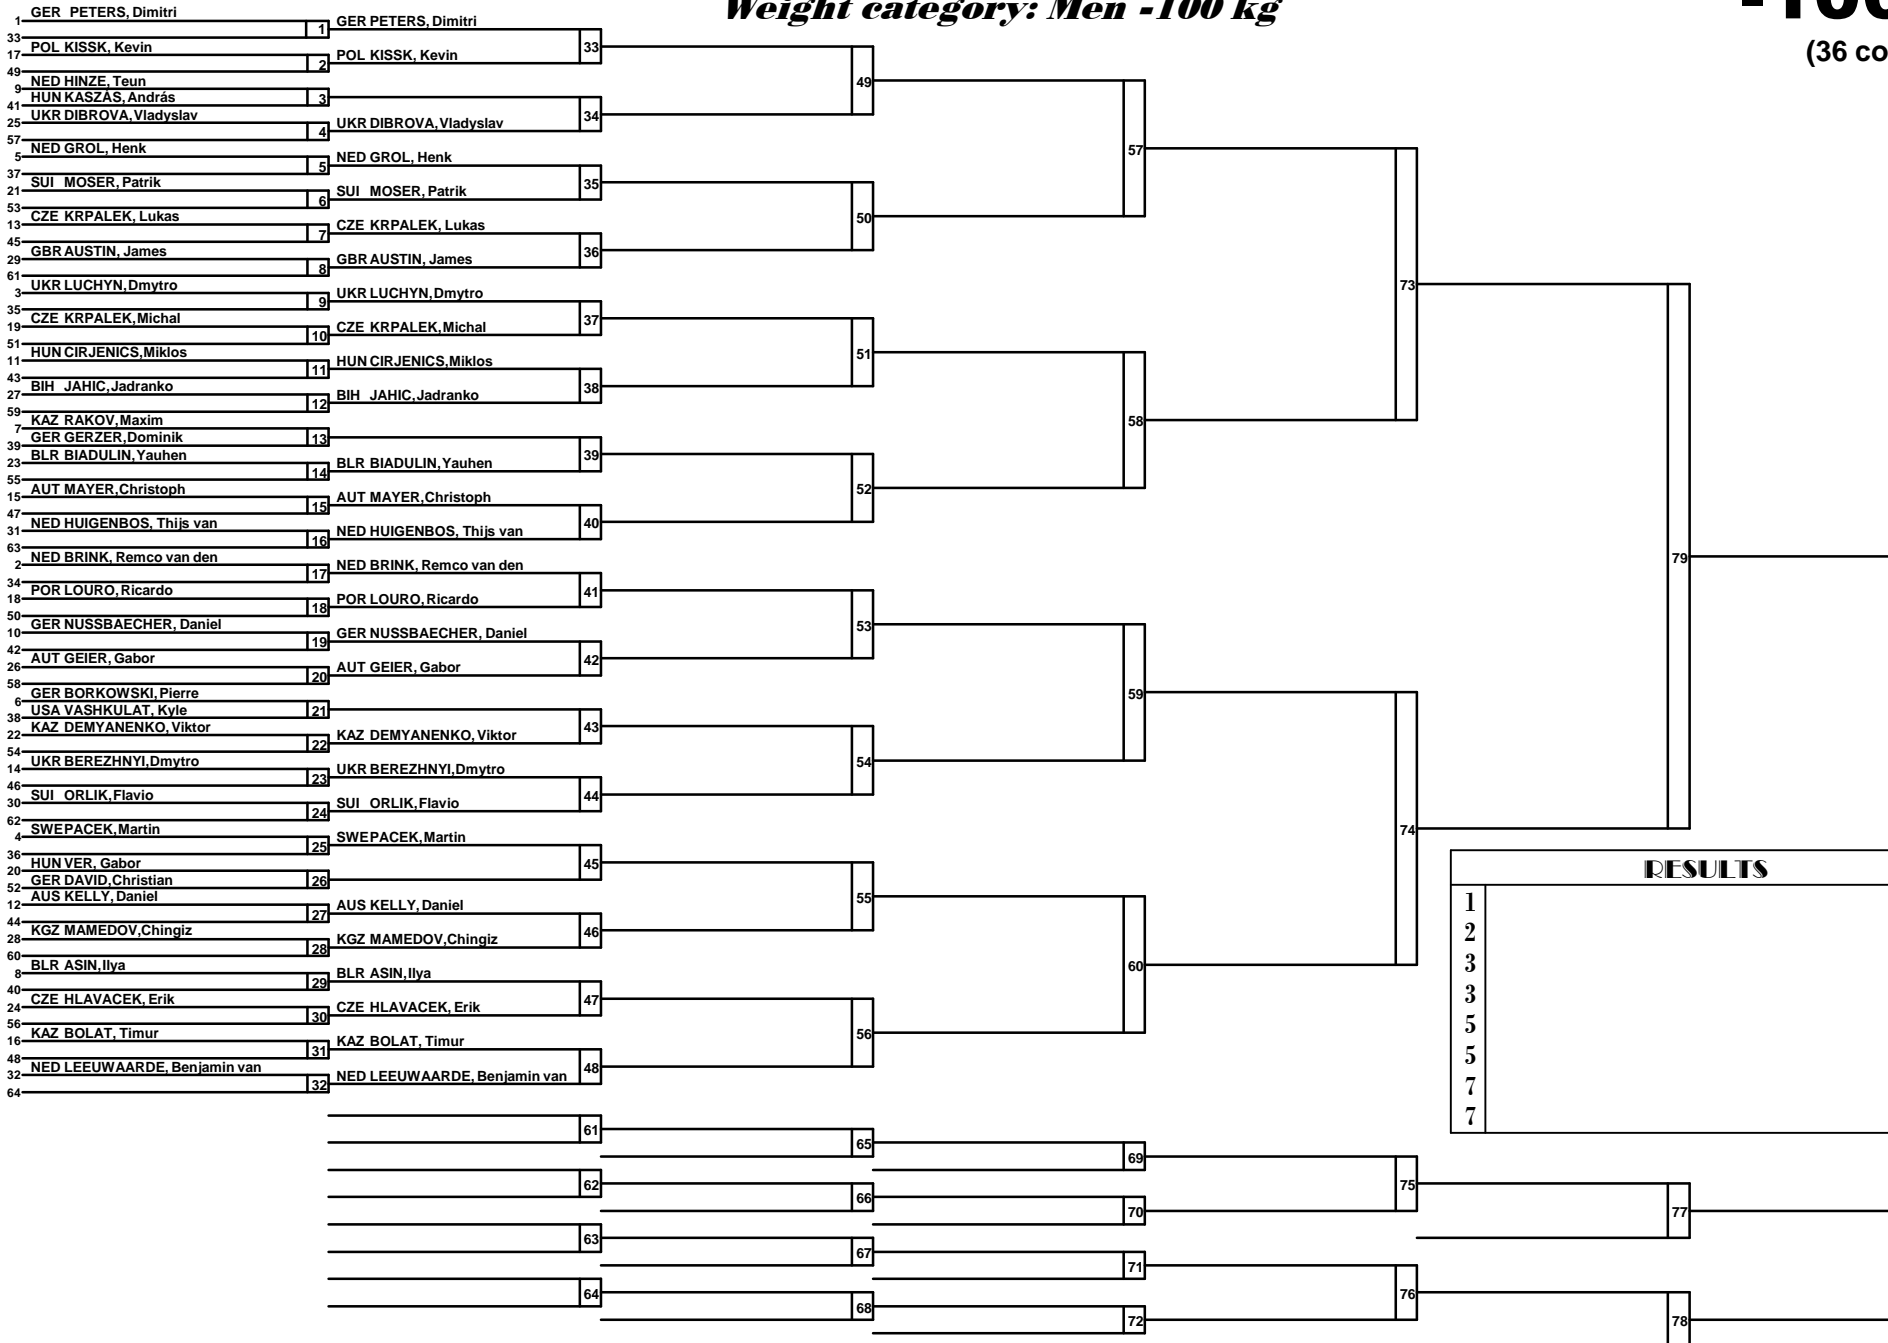 Weight category: Men -100 kg
-100
(36 co
1 GER PETERS, Dimitri
33
1 GER PETERS, Dimitri
17 POL KISSK, Kevin
49
2 POL KISSK, Kevin
33
9 NED HINZE, Teun
41 HUN KASZÁS, András
3
25 UKR DIBROVA, Vladyslav
57
4 UKR DIBROVA, Vladyslav
34
49
5 NED GROL, Henk
37
5 NED GROL, Henk
21 SUI MOSER, Patrik
53
6 SUI MOSER, Patrik
35
13 CZE KRPALEK, Lukas
45
7 CZE KRPALEK, Lukas
29 GBR AUSTIN, James
61
8 GBR AUSTIN, James
36
50
57
3 UKR LUCHYN, Dmytro
35
9 UKR LUCHYN, Dmytro
19 CZE KRPALEK, Michal
51
10 CZE KRPALEK, Michal
37
11 HUN CIRJENICS, Miklos
43
11 HUN CIRJENICS, Miklos
27 BIH JAHIC, Jadranko
59
12 BIH JAHIC, Jadranko
38
51
7 KAZ RAKOV, Maxim
39 GER GERZER, Dominik
13
23 BLR BIADULIN, Yauhen
55
14 BLR BIADULIN, Yauhen
39
15 AUT MAYER, Christoph
47
15 AUT MAYER, Christoph
31 NED HUIGENBOS, Thijs van
63
16 NED HUIGENBOS, Thijs van
40
52
58
73
2 NED BRINK, Remco van den
34
17 NED BRINK, Remco van den
18 POR LOURO, Ricardo
50
18 POR LOURO, Ricardo
41
10 GER NUSSBAECHER, Daniel
42
19 GER NUSSBAECHER, Daniel
26 AUT GEIER, Gabor
58
20 AUT GEIER, Gabor
42
53
6 GER BORKOWSKI, Pierre
38 USA VASHKULAT, Kyle
21
22 KAZ DEMYANENKO, Viktor
54
22 KAZ DEMYANENKO, Viktor
43
14 UKR BEREZHNYI, Dmytro
46
23 UKR BEREZHNYI, Dmytro
30 SUI ORLIK, Flavio
62
24 SUI ORLIK, Flavio
44
54
59
4 SWE PACEK, Martin
36
25 SWE PACEK, Martin
20 HUN VER, Gabor
52 GER DAVID, Christian
26
45
12 AUS KELLY, Daniel
44
27 AUS KELLY, Daniel
28 KGZ MAMEDOV, Chingiz
60
28 KGZ MAMEDOV, Chingiz
46
55
8 BLR ASIN, Ilya
40
29 BLR ASIN, Ilya
24 CZE HLAVACEK, Erik
56
30 CZE HLAVACEK, Erik
47
16 KAZ BOLAT, Timur
48
31 KAZ BOLAT, Timur
32 NED LEEUWAARDE, Benjamin van
64
32 NED LEEUWAARDE, Benjamin van
48
56
60
74
79
RESULTS
1
2
3
3
5
5
7
7
61
65
69
62
66
70
75
77
63
67
71
64
68
72
76
78